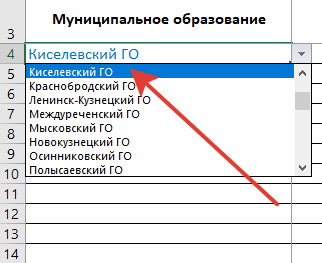 Муниципальное образование
3
4
Киселевский ГО
5
Киселевский ГО
6
Краснобродский ГО
7
Ленинск-Кузнецкий ГО
Междуреченский ГО
8
Мысковский ГО
9
Новокузнецкий ГО
Осинниковский ГО
10
Полысаевский ГО
11
12
13
14